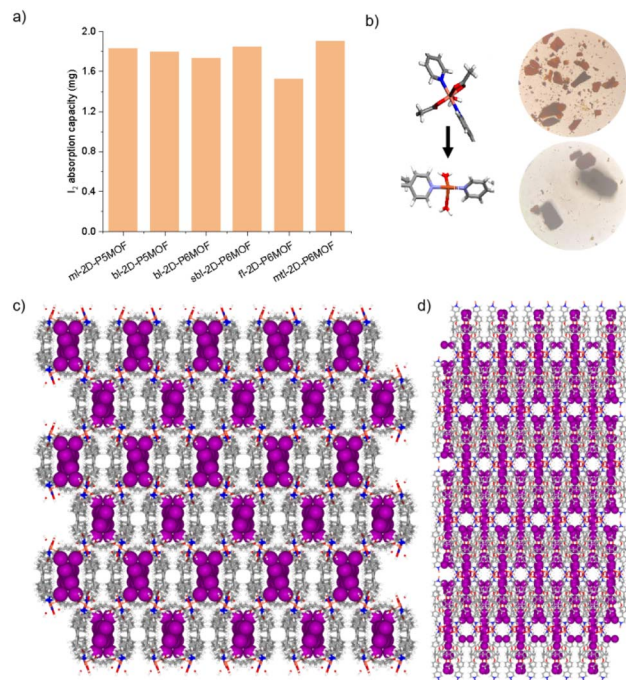 a)
b)
I₂ absorption capacity (mg)
2.0
1.6
1.2
0.8
0.4
0.0
ml-2D-P5MOF
bl-2D-P5MOF
bl-2D-P6MOF
sbl-2D-P6MOF
fl-2D-P6MOF
mtl-2D-P6MOF
c)
d)